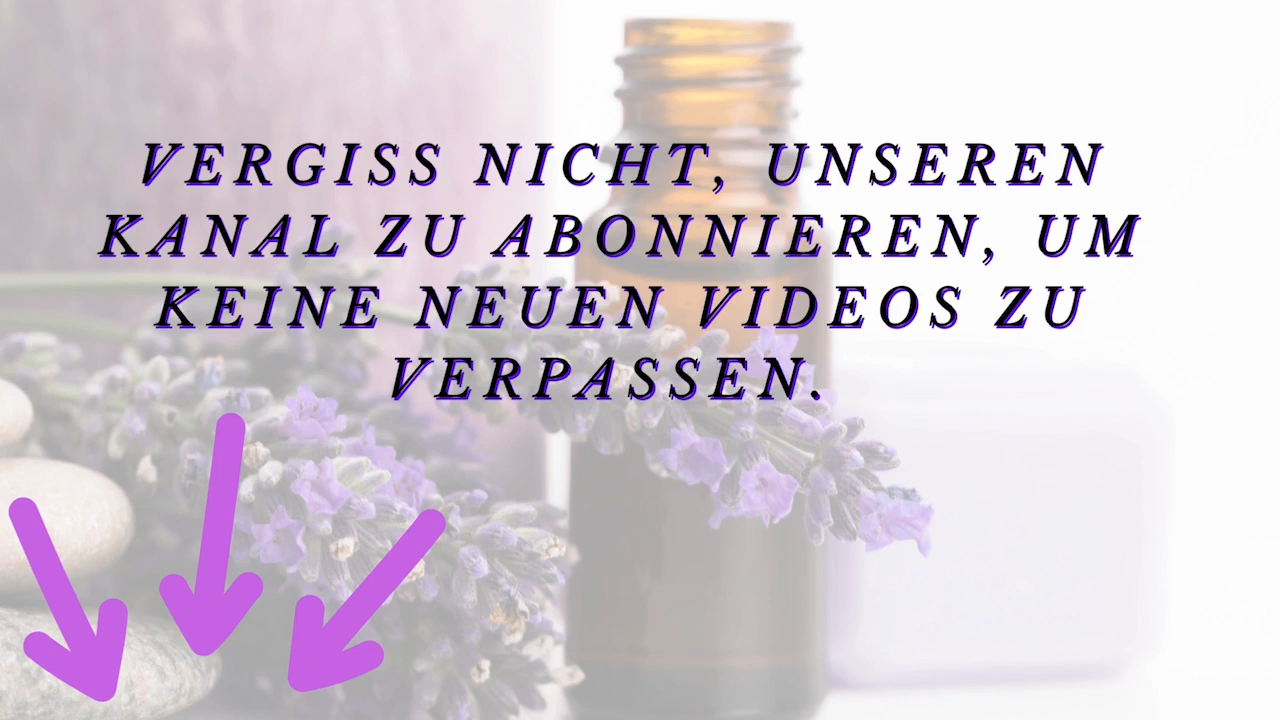 VERGISS NICHT, UNSEREN
KANAL ZU ABONNIEREN, UM
KEINE NEUEN VIDEOS ZU
VERPASSEN.